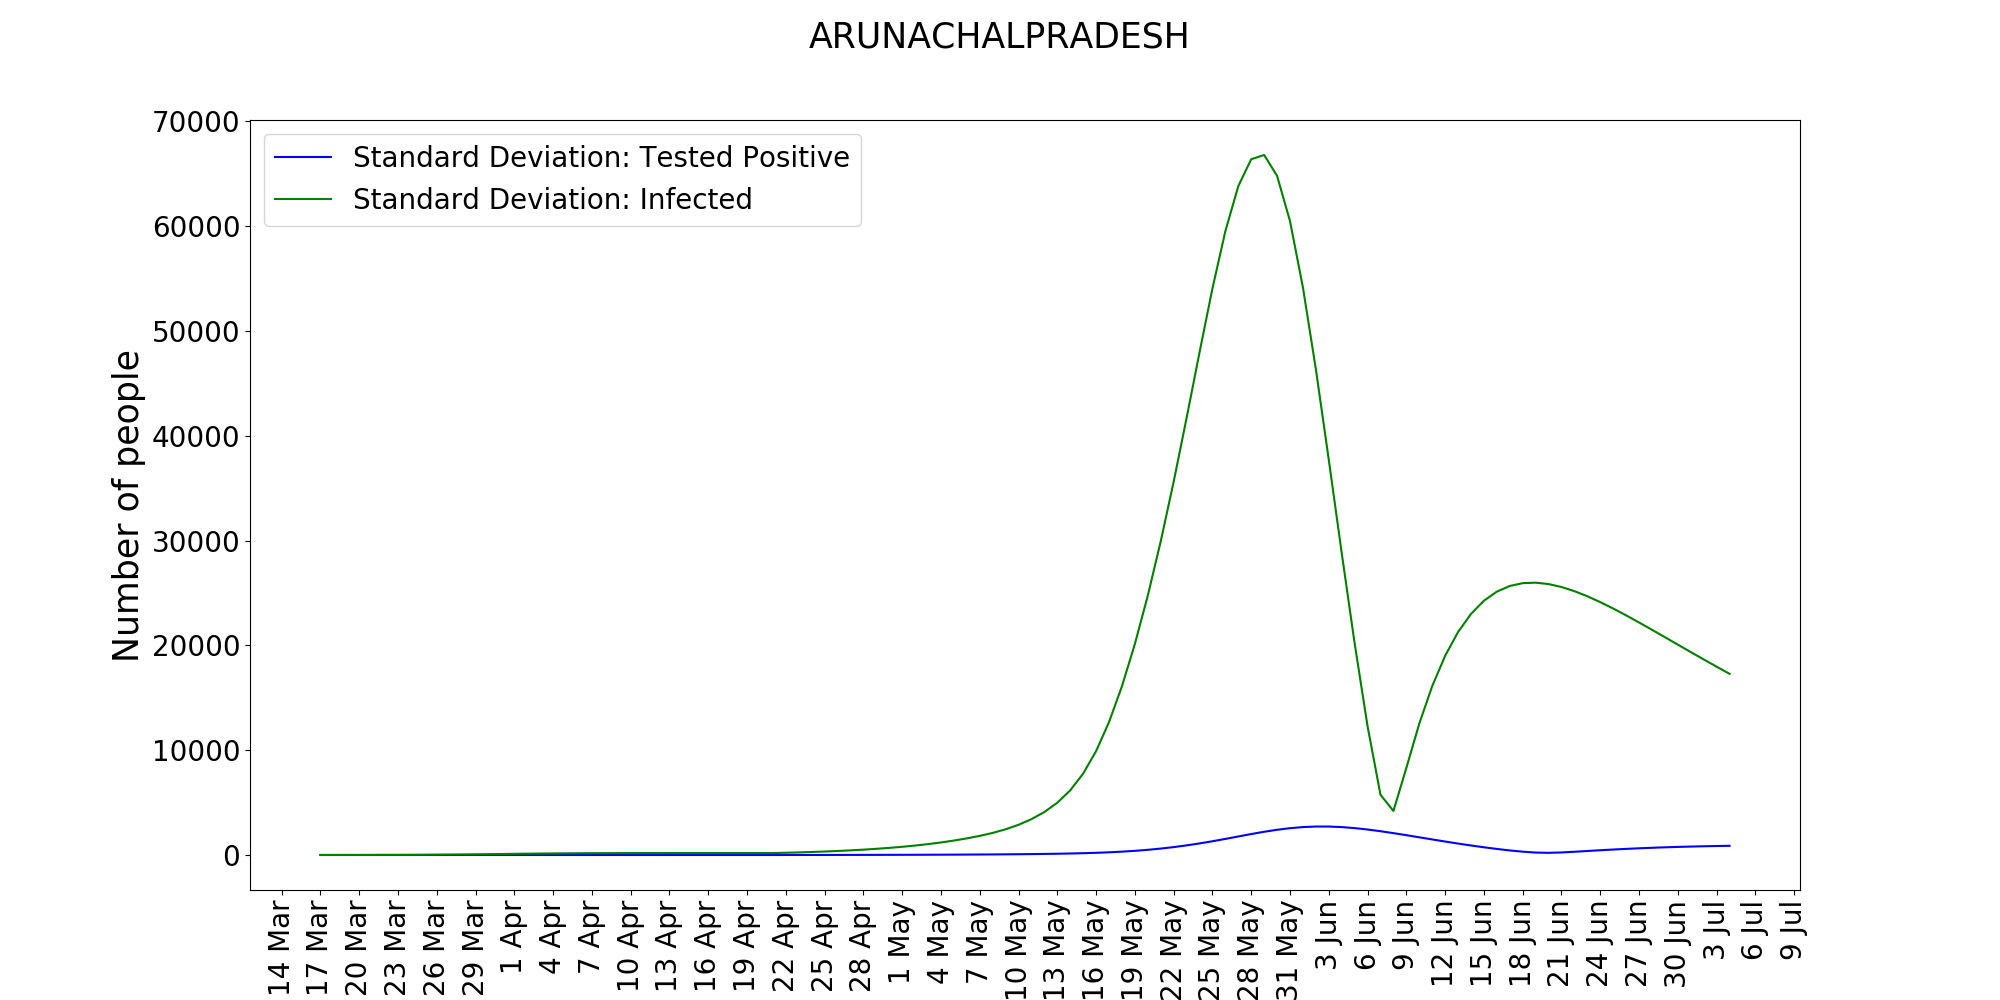 ARUNACHALPRADESH
Standard Deviation: Tested Positive
Standard Deviation: Infected
Number of people
70000
60000
50000
40000
30000
20000
10000
0
14 Mar
17 Mar
20 Mar
23 Mar
26 Mar
29 Mar
1 Apr
4 Apr
7 Apr
10 Apr
13 Apr
16 Apr
19 Apr
22 Apr
25 Apr
28 Apr
1 May
4 May
7 May
10 May
13 May
16 May
19 May
22 May
25 May
28 May
31 May
3 Jun
6 Jun
9 Jun
12 Jun
15 Jun
18 Jun
21 Jun
24 Jun
27 Jun
30 Jun
3 Jul
6 Jul
9 Jul